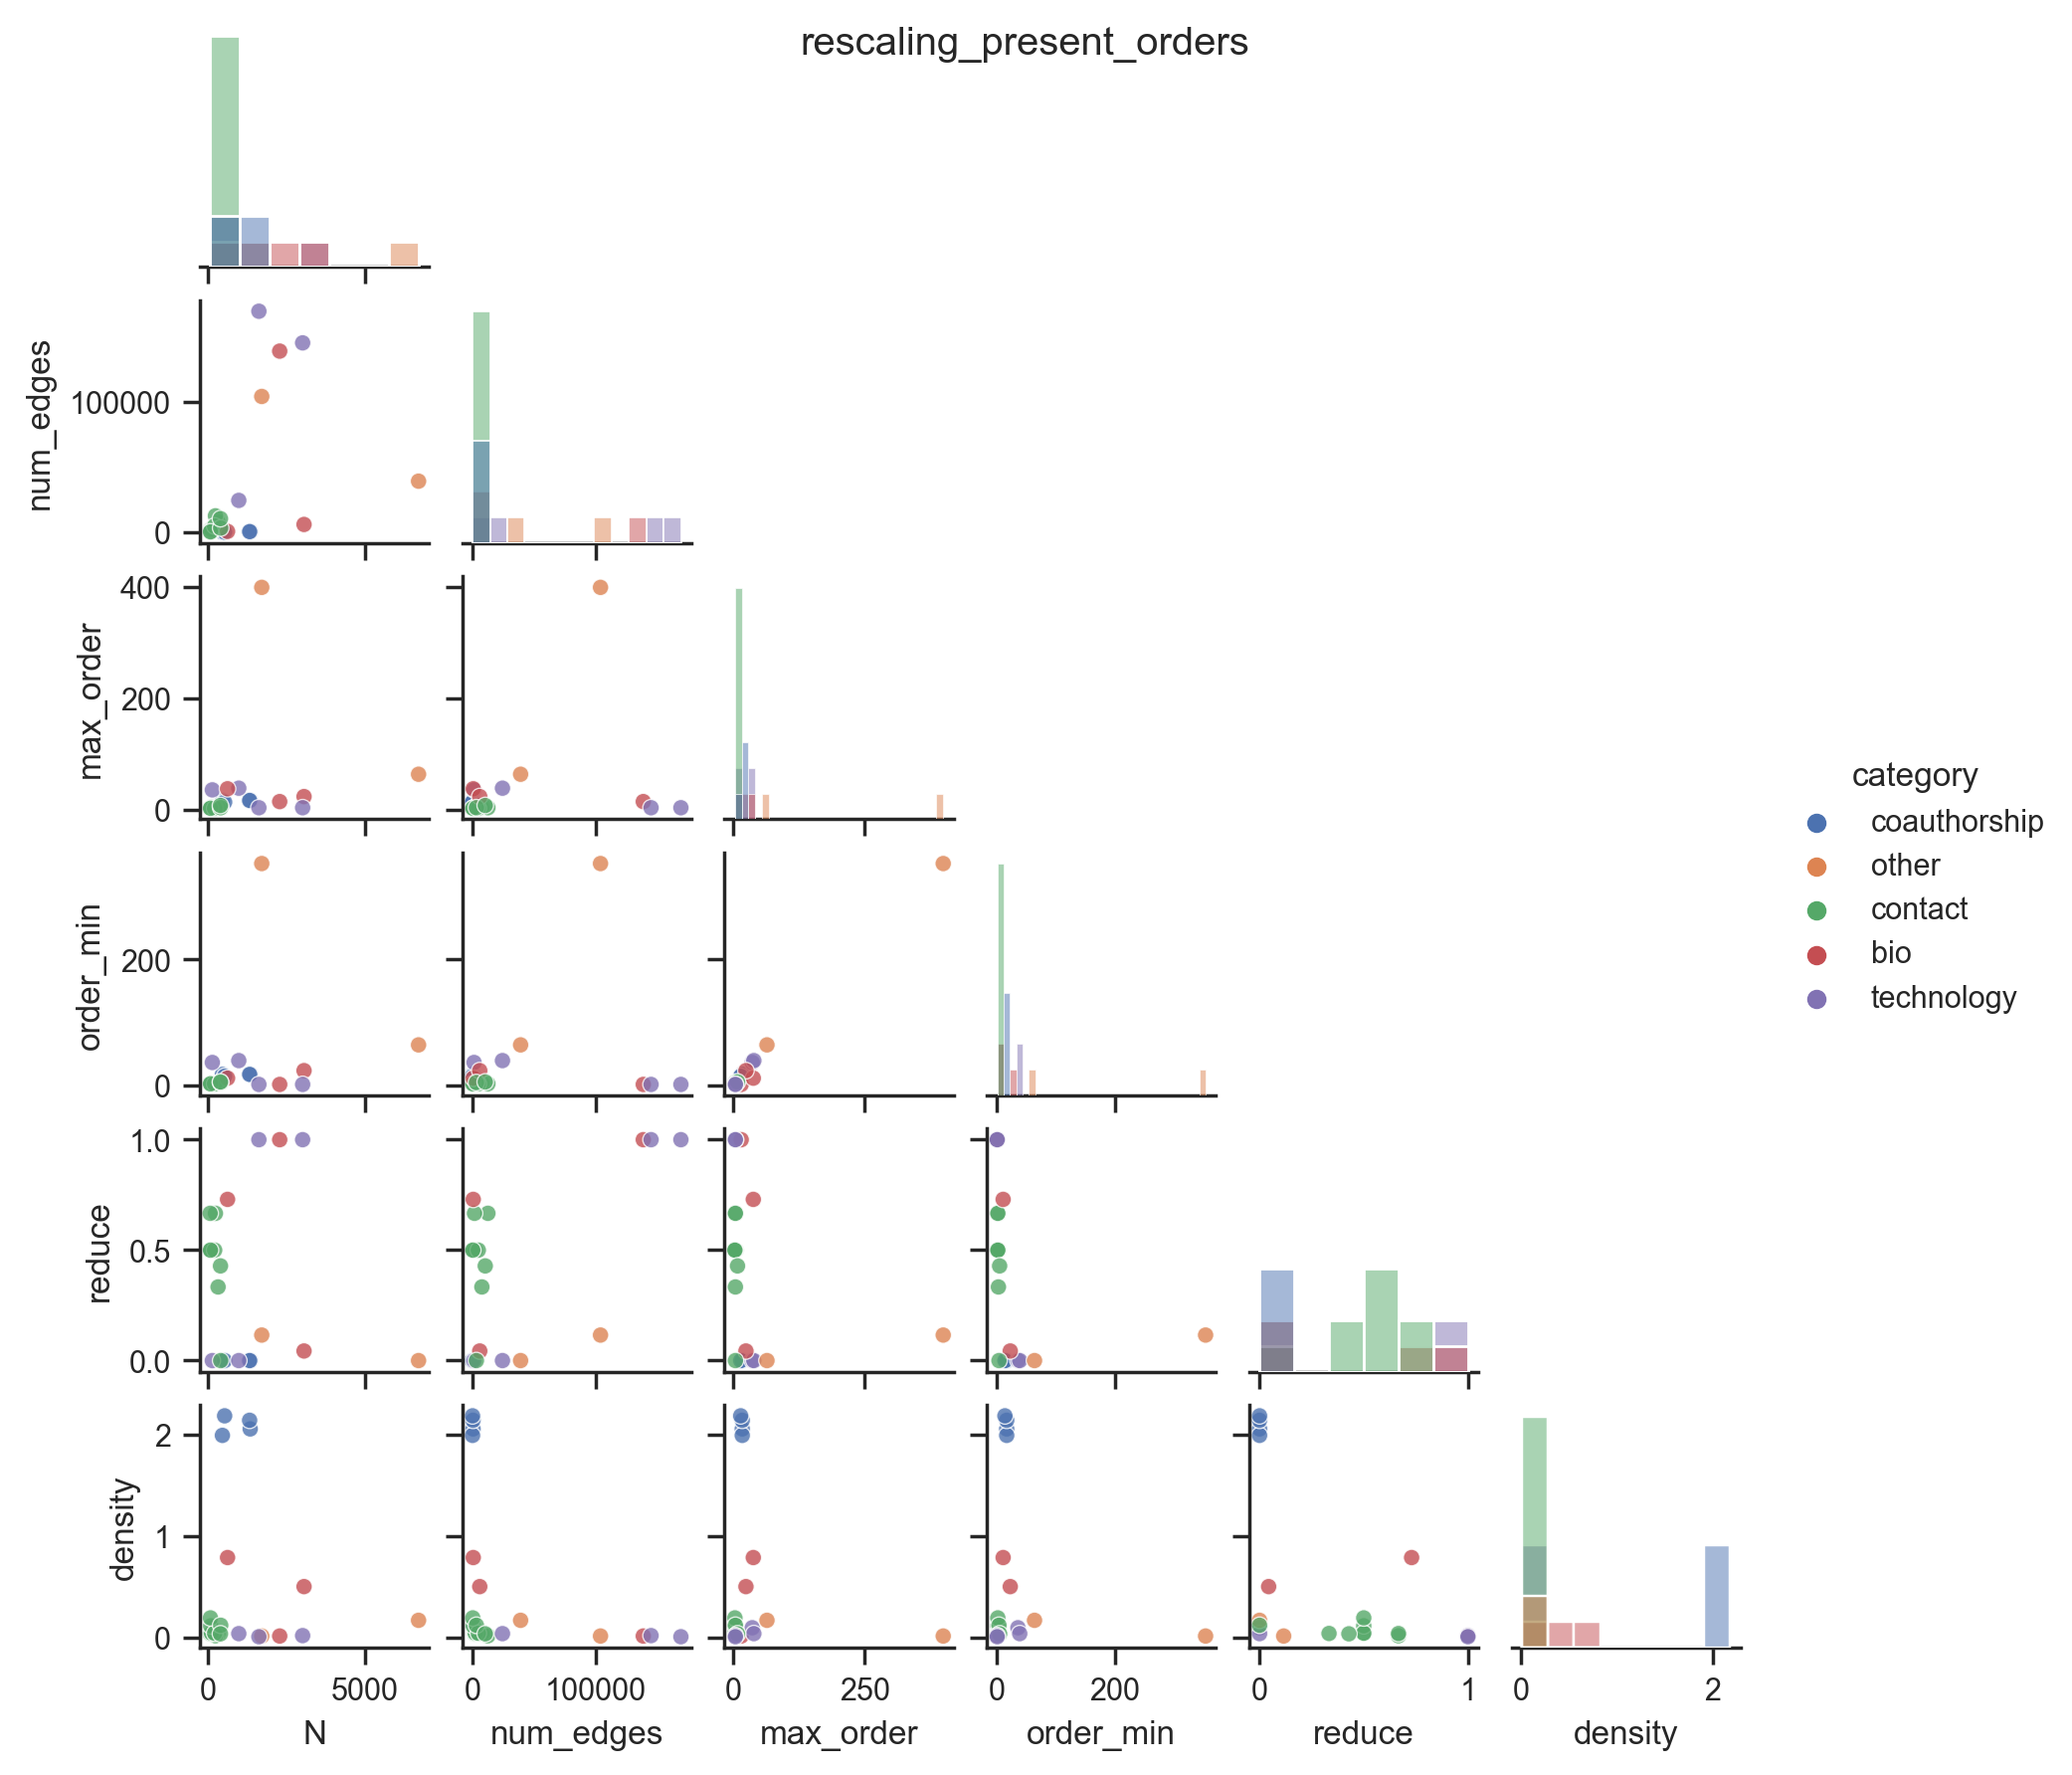 rescaling_present_orders
num_edges
100000
0
max_order
400
200
0
order_min
200
0
reduce
1.0
0.5
0.0
density
2
1
0
0 5000
0 100000
0 250
0 200
0 1
0 2
N
num_edges
max_order
order_min
reduce
density
category
coauthorship
other
contact
bio
technology